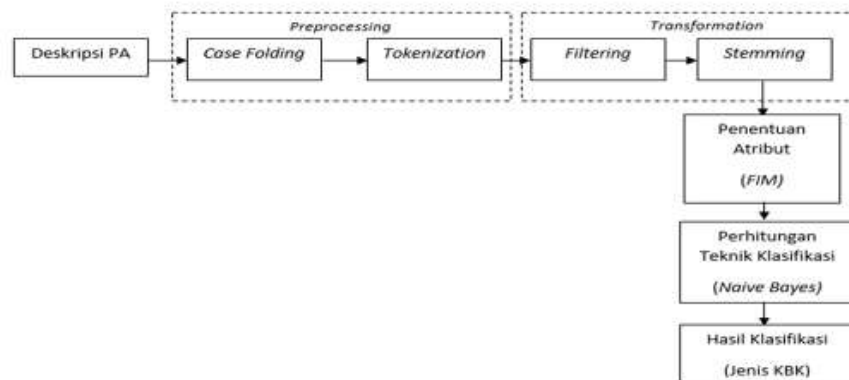 Preprocessing
Transformation
Deskripsi PA
Case Folding
Tokenization
Filtering
Stemming
Penentuan
Atribut
(FIM)
Perhitungan
Teknik Klasifikasi
(Naive Bayes)
Hasil Klasifikasi
(Jenis KBK)